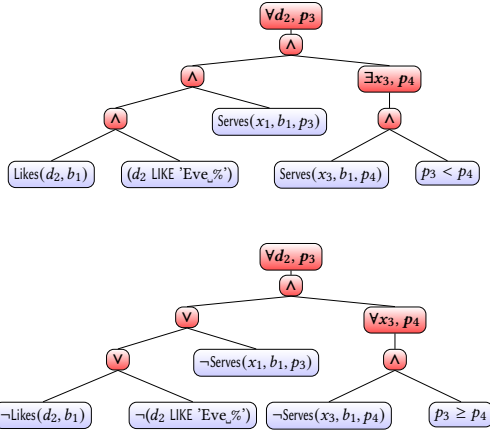 ∀d₂, p₃
∧
∧ ∃x₃, p₄
∧ Serves(x₁, b₁, p₃) ∧
Likes(d₂, b₁) (d₂ LIKE 'Eve␣%') Serves(x₃, b₁, p₄) p₃ < p₄
∀d₂, p₃
∧
∨ ∀x₃, p₄
∨ ¬Serves(x₁, b₁, p₃) ∧
¬Likes(d₂, b₁) ¬(d₂ LIKE 'Eve␣%') ¬Serves(x₃, b₁, p₄) p₃ ≥ p₄